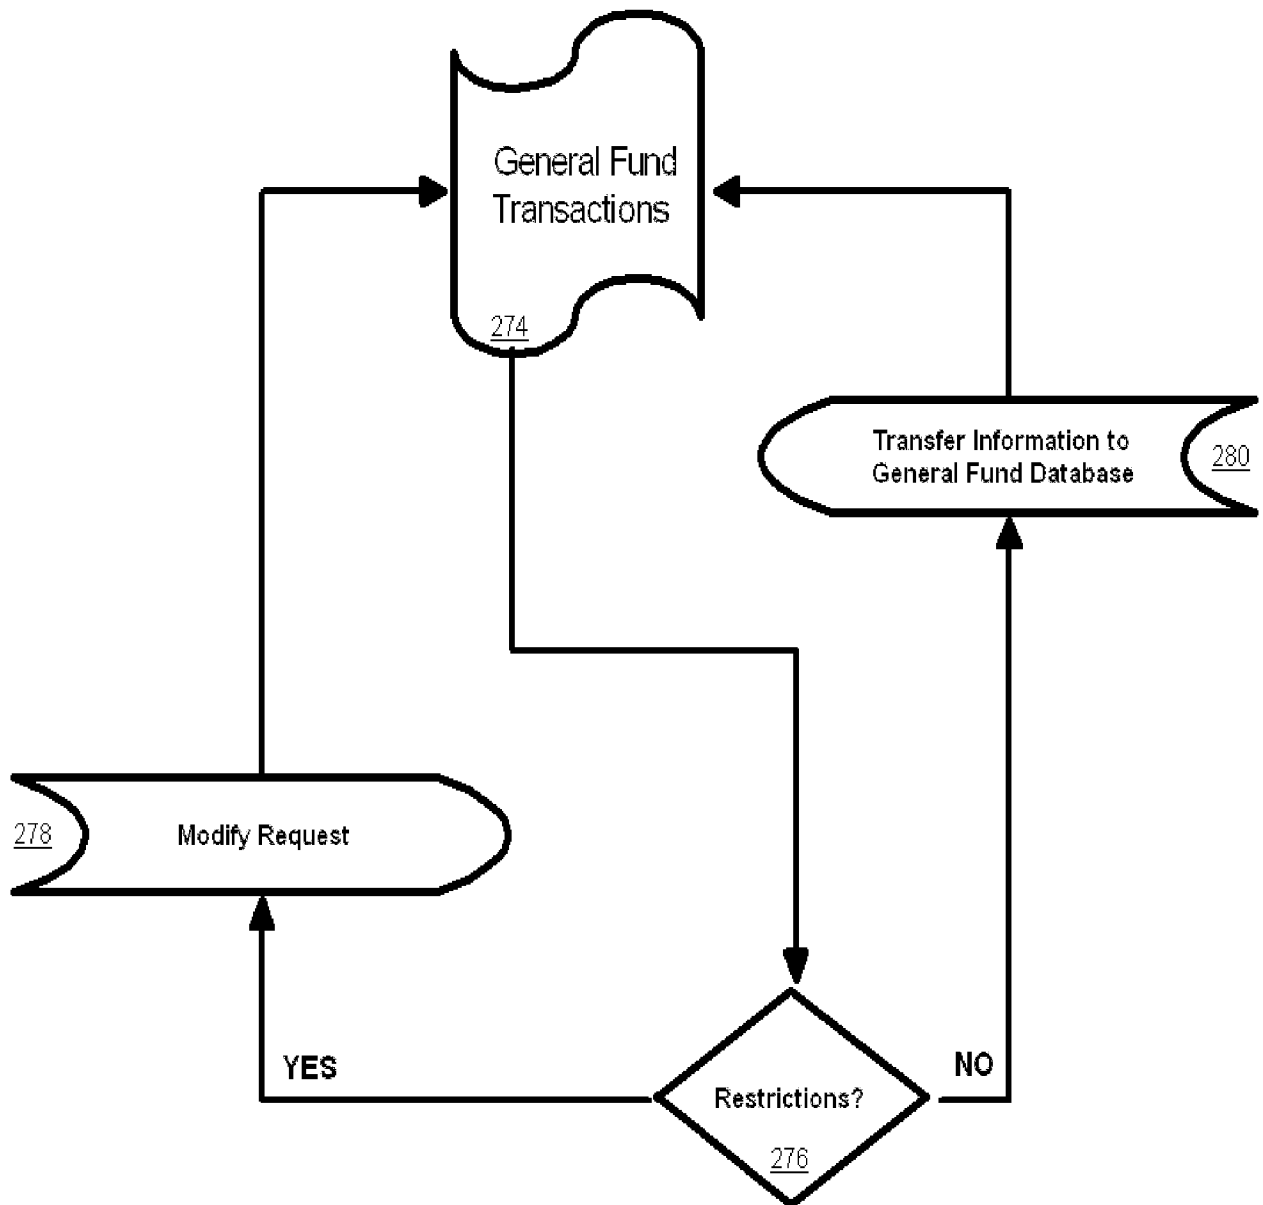 General Fund
Transactions
274
Transfer Information to
General Fund Database
280
278
Modify Request
YES
NO
Restrictions?
276